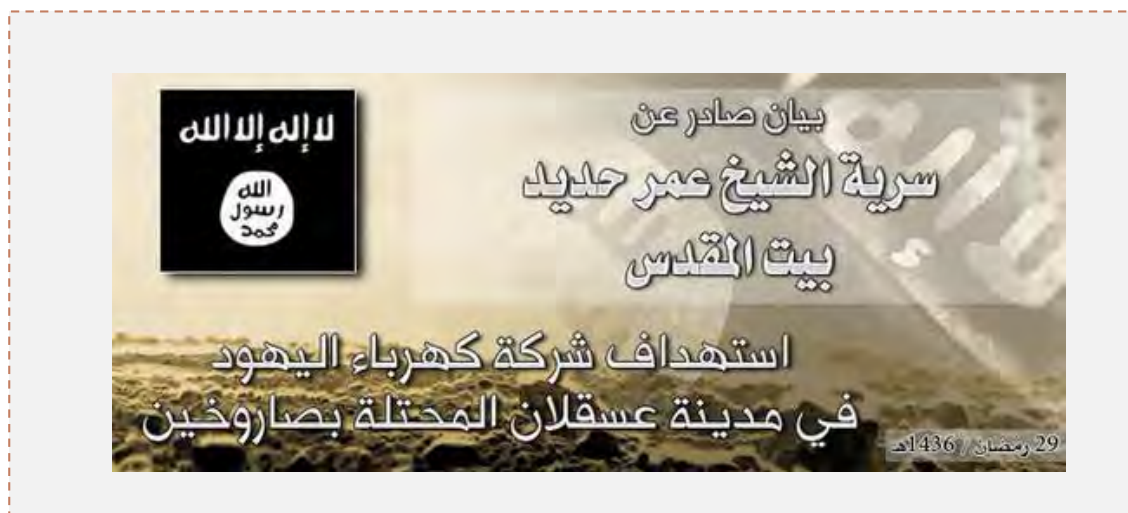 لا إله إلا الله
الله
رسول
محمد
بيان صادر عن
سرية الشيخ عمر حديد
بيت المقدس
استهداف شركة كهرباء اليهود
في مدينة عسقلان المحتلة بصاروخين
29 رمضان / 1436هـ